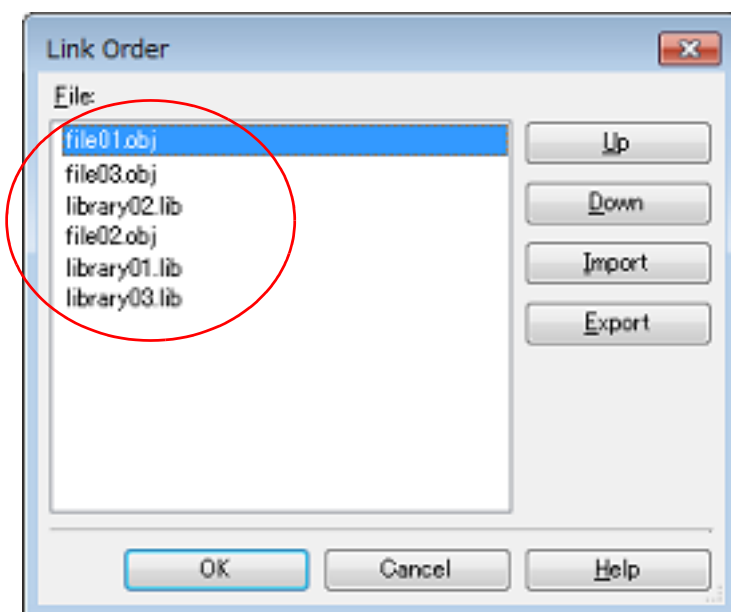 Link Order
File:
file01.obj
file03.obj
library02.lib
file02.obj
library01.lib
library03.lib
Up
Down
Import
Export
OK
Cancel
Help